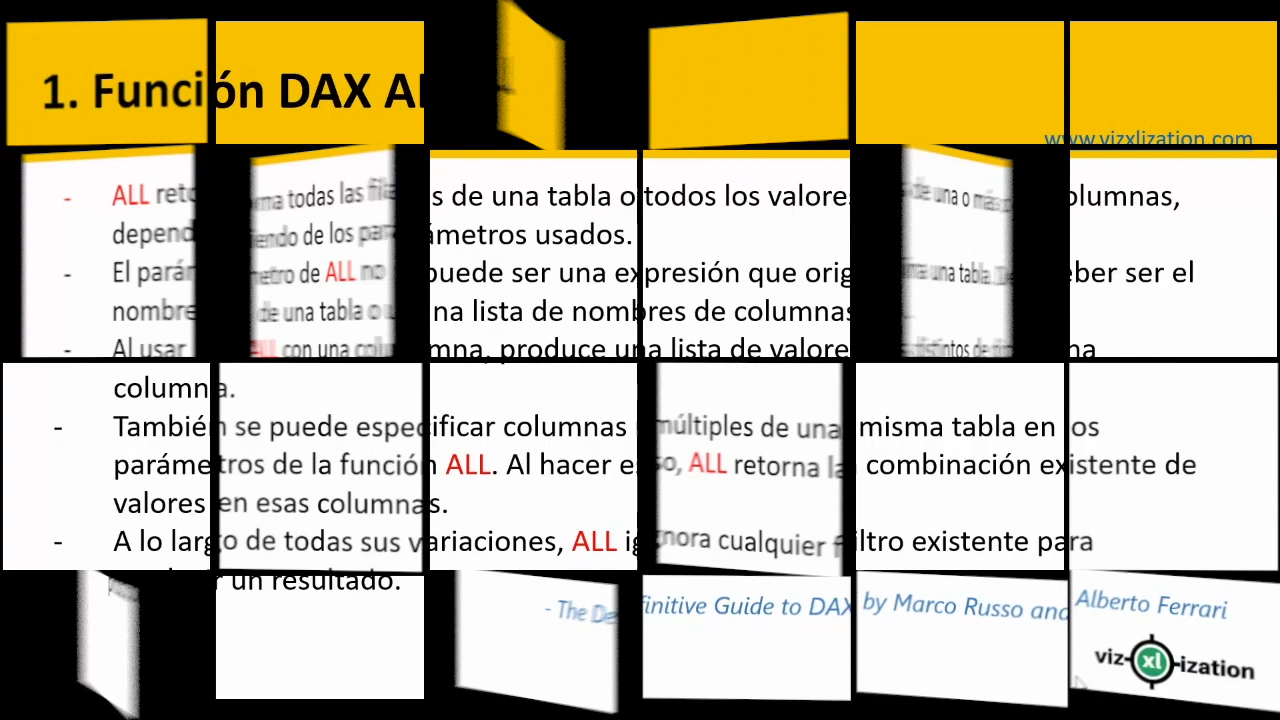 1. Función DAX AL
www.vizxlization.com
- ALL retorna todas las filas de una tabla o todos los valores de una o más columnas,
dependiendo de los parámetros usados.
- El parámetro de ALL no puede ser una expresión que origina una tabla. Debe ser el
nombre de una tabla o una lista de nombres de columnas.
- Al usar ALL con una columna, produce una lista de valores distintos de
columna.
- También se puede especificar columnas múltiples de una misma tabla en los
parámetros de la función ALL. Al hacer eso, ALL retorna la combinación existente de
valores en esas columnas.
- A lo largo de todas sus variaciones, ALL ignora cualquier filtro existente para
un resultado.
- The Definitive Guide to DAX by Marco Russo and Alberto Ferrari
viz-xl-ization